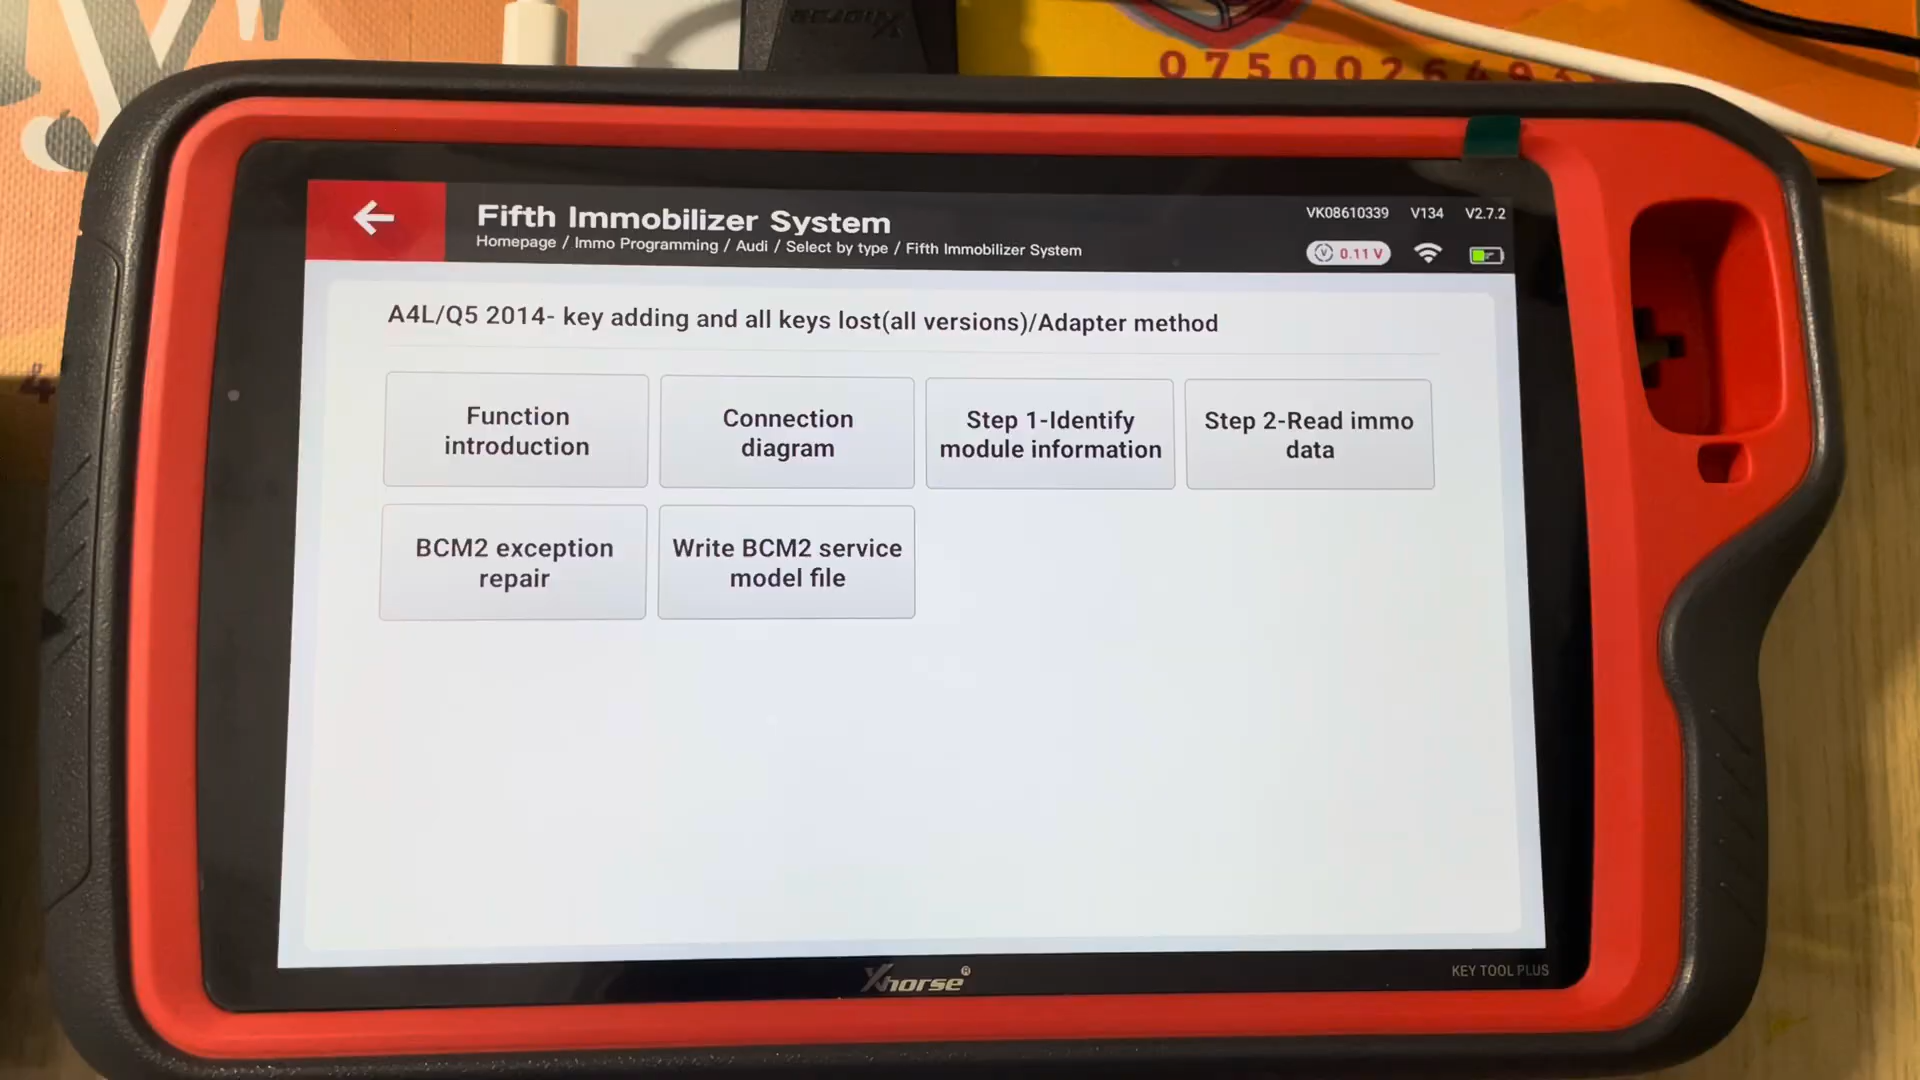 Xhorse
Fifth Immobilizer System
VK08610339 V134 V2.7.2
Homepage / Immo Programming / Audi / Select by type / Fifth Immobilizer System
0.11 V
A4L/Q5 2014- key adding and all keys lost(all versions)/Adapter method
Function
introduction
Connection
diagram
Step 1-Identify
module information
Step 2-Read immo
data
BCM2 exception
repair
Write BCM2 service
model file
Xhorse®
KEY TOOL PLUS